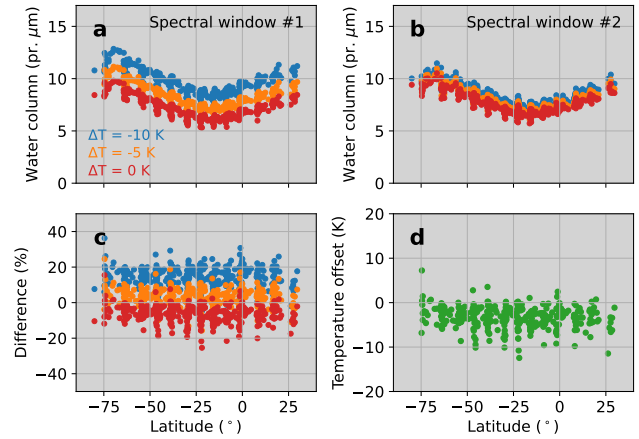 a
Spectral window #1
Water column (pr. μm)
15
10
5
0
ΔT = -10 K
ΔT = -5 K
ΔT = 0 K
b
Spectral window #2
Water column (pr. μm)
15
10
5
0
c
Difference (%)
40
20
0
−20
−40
−75
−50
−25
0
25
Latitude (°)
d
Temperature offset (K)
20
10
0
−10
−20
−75
−50
−25
0
25
Latitude (°)